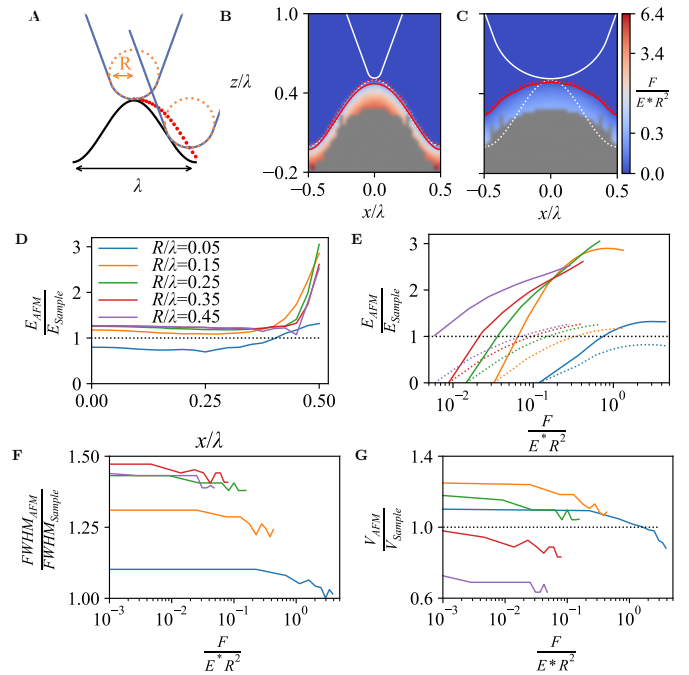 A
B
C
R
λ
z/λ
1.0
0.4
−0.2
−0.5
0.0
0.5
x/λ
−0.5
0.0
0.5
x/λ
6.4
3.4
0.3
0.0
F
E*R²
D
E_AFM
E_Sample
3
2
1
0
R/λ=0.05
R/λ=0.15
R/λ=0.25
R/λ=0.35
R/λ=0.45
0.00
0.25
0.50
x/λ
E
E_AFM
E_Sample
3
2
1
0
10⁻²
10⁻¹
10⁰
F
E*R²
F
FWHM_AFM
FWHM_Sample
1.50
1.25
1.00
10⁻³
10⁻²
10⁻¹
10⁰
F
E*R²
G
V_AFM
V_Sample
1.4
1.0
0.6
10⁻³
10⁻²
10⁻¹
10⁰
F
E*R²